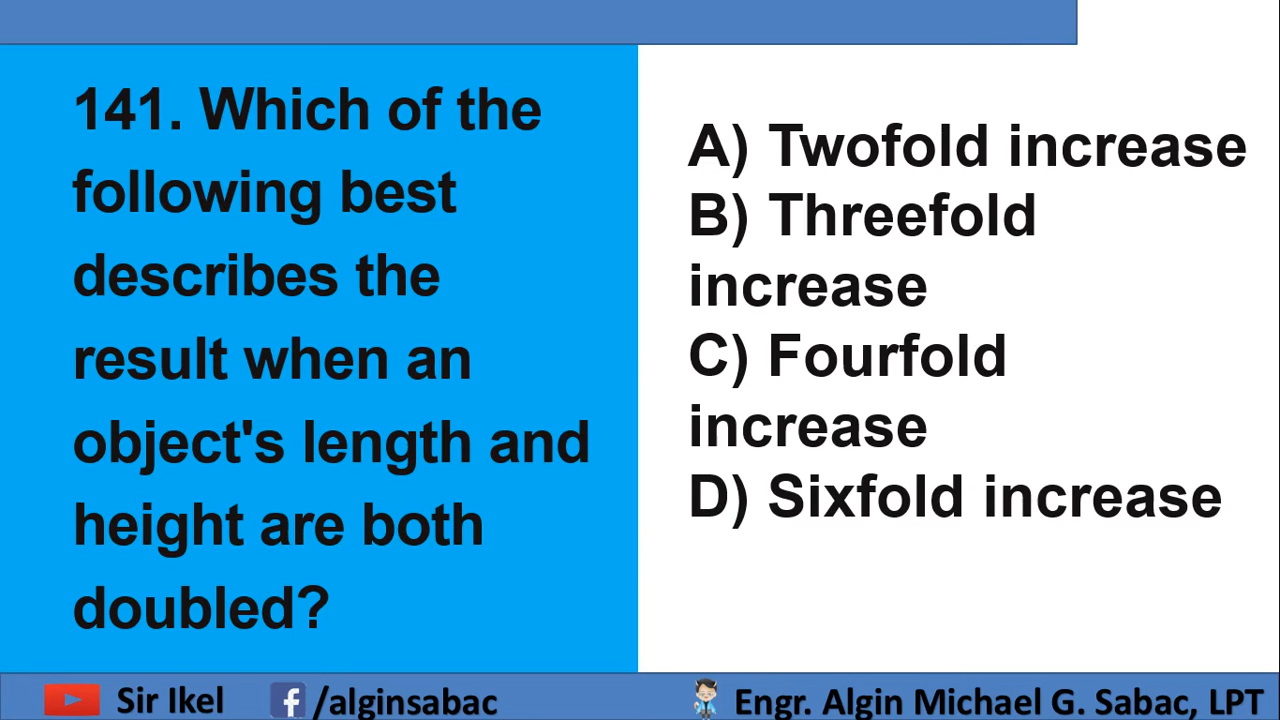 141. Which of the
following best
describes the
result when an
object's length and
height are both
doubled?
A) Twofold increase
B) Threefold
increase
C) Fourfold
increase
D) Sixfold increase
Sir Ikel
f /alginsabac
Engr. Algin Michael G. Sabac, LPT